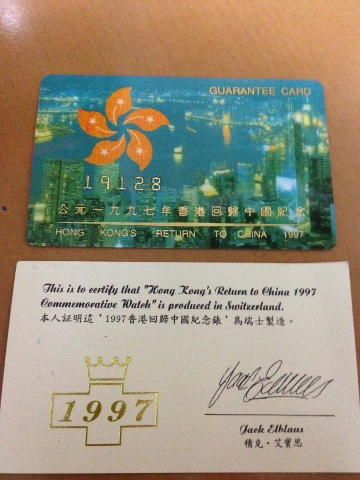 GUARANTEE CARD
19128
公元一九九七年香港回歸中國紀念
HONG KONG'S RETURN TO CHINA 1997
This is to certify that "Hong Kong's Return to China 1997
Commemorative Watch" is produced in Switzerland.
本人証明這'1997香港回歸中國紀念錶'爲瑞士製造。
1997
Jack Elblaus
積克·艾寶思